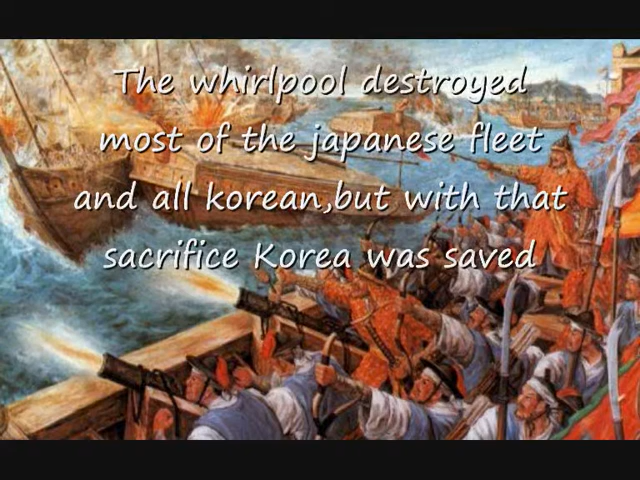 The whirlpool destroyed
most of the japanese fleet
and all korean,but with that
sacrifice Korea was saved